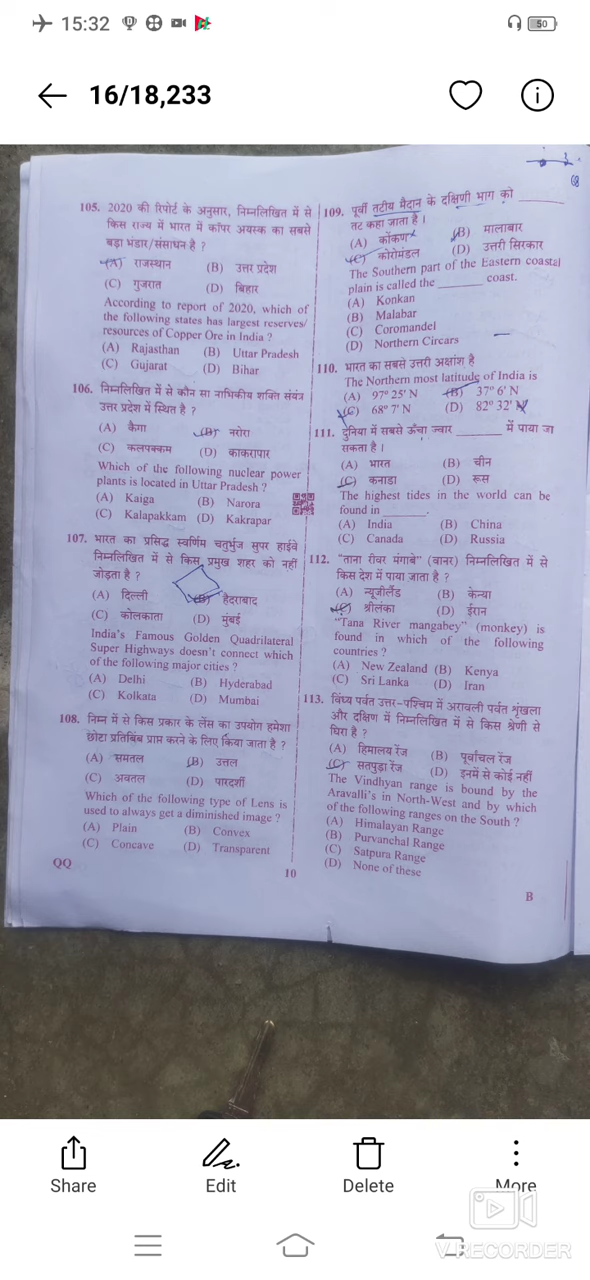 15:32
50
16/18,233
105. 2020 की रिपोर्ट के अनुसार, निम्नलिखित में से
किस राज्य में भारत में कॉपर अयस्क का सबसे
बड़ा भंडार/संसाधन है ?
(A) राजस्थान (B) उत्तर प्रदेश
(C) गुजरात (D) बिहार
According to report of 2020, which of
the following states has largest reserves/
resources of Copper Ore in India ?
(A) Rajasthan (B) Uttar Pradesh
(C) Gujarat (D) Bihar
106. निम्नलिखित में से कौन सा नाभिकीय शक्ति संयंत्र
उत्तर प्रदेश में स्थित है ?
(A) कैगा (B) नरोरा
(C) कलपक्कम (D) काकरापार
Which of the following nuclear power
plants is located in Uttar Pradesh ?
(A) Kaiga (B) Narora
(C) Kalapakkam (D) Kakrapar
107. भारत का प्रसिद्ध स्वर्णिम चतुर्भुज सुपर हाईवे
निम्नलिखित में से किस प्रमुख शहर को नहीं
जोड़ता है ?
(A) दिल्ली (B) हैदराबाद
(C) कोलकाता (D) मुंबई
India's Famous Golden Quadrilateral
Super Highways doesn't connect which
of the following major cities ?
(A) Delhi (B) Hyderabad
(C) Kolkata (D) Mumbai
108. निम्न में से किस प्रकार के लेंस का उपयोग हमेशा
छोटा प्रतिबिंब प्राप्त करने के लिए किया जाता है ?
(A) समतल (B) उत्तल
(C) अवतल (D) पारदर्शी
Which of the following type of Lens is
used to always get a diminished image ?
(A) Plain (B) Convex
(C) Concave (D) Transparent
QQ
10
109. पूर्वी तटीय मैदान के दक्षिणी भाग को ______
तट कहा जाता है ।
(A) कोंकण (B) मालाबार
(C) कोरोमंडल (D) उत्तरी सिरकार
The Southern part of the Eastern coastal
plain is called the ______ coast.
(A) Konkan
(B) Malabar
(C) Coromandel
(D) Northern Circars
110. भारत का सबसे उत्तरी अक्षांश है
The Northern most latitude of India is
(A) 97° 25' N (B) 37° 6' N
(C) 68° 7' N (D) 82° 32' N
111. दुनिया में सबसे ऊँचा ज्वार ______ में पाया जा
सकता है ।
(A) भारत (B) चीन
(C) कनाडा (D) रूस
The highest tides in the world can be
found in ______.
(A) India (B) China
(C) Canada (D) Russia
112. "ताना रीवर मंगाबे" (वानर) निम्नलिखित में से
किस देश में पाया जाता है ?
(A) न्यूजीलैंड (B) केन्या
(C) श्रीलंका (D) ईरान
"Tana River mangabey" (monkey) is
found in which of the following
countries ?
(A) New Zealand (B) Kenya
(C) Sri Lanka (D) Iran
113. विंध्य पर्वत उत्तर-पश्चिम में अरावली पर्वत शृंखला
और दक्षिण में निम्नलिखित में से किस श्रेणी से
घिरा है ?
(A) हिमालय रेंज (B) पूर्वांचल रेंज
(C) सतपुड़ा रेंज (D) इनमें से कोई नहीं
The Vindhyan range is bound by the
Aravalli's in North-West and by which
of the following ranges on the South ?
(A) Himalayan Range
(B) Purvanchal Range
(C) Satpura Range
(D) None of these
B
Share Edit Delete More
V RECORDER